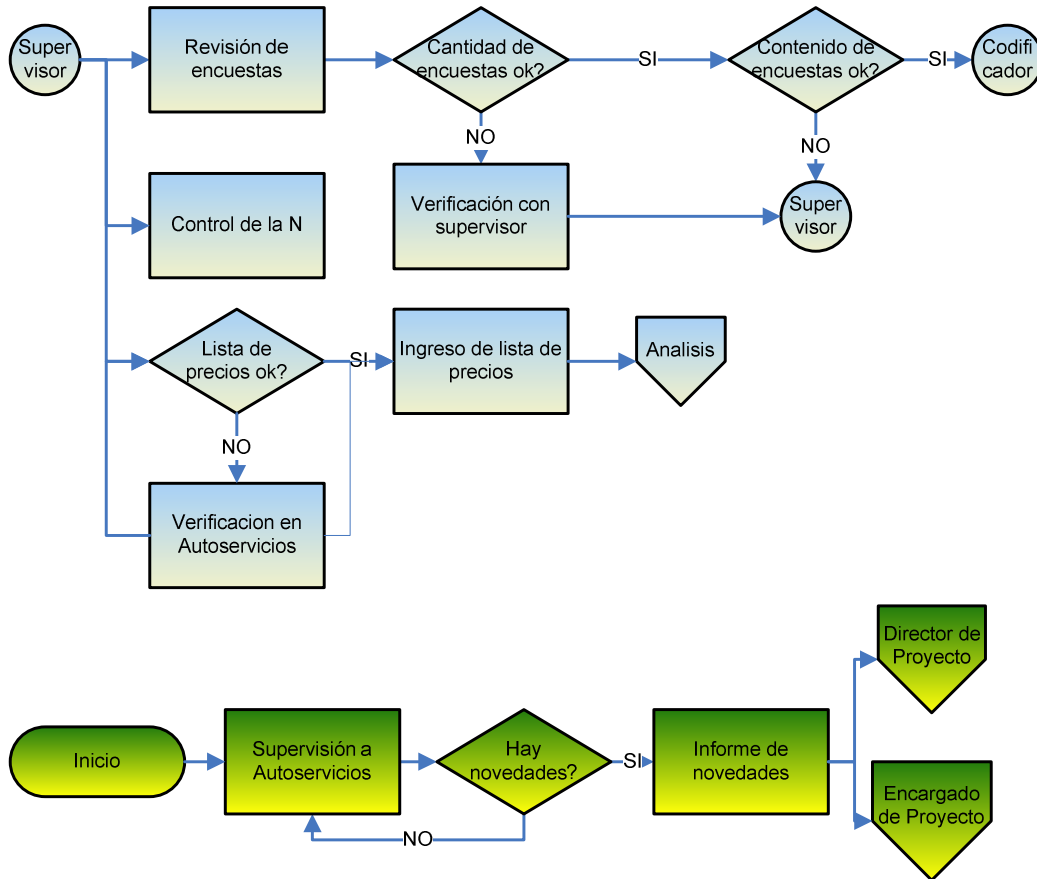 Super
visor
Revisión de
encuestas
Cantidad de
encuestas ok?
SI
Contenido de
encuestas ok?
SI
Codifi
cador
NO
NO
Control de la N
Verificación con
supervisor
Super
visor
Lista de
precios ok?
SI
Ingreso de lista de
precios
Analisis
NO
Verificacion en
Autoservicios
Director de
Proyecto
Inicio
Supervisión a
Autoservicios
Hay
novedades?
SI
Informe de
novedades
Encargado
de Proyecto
NO